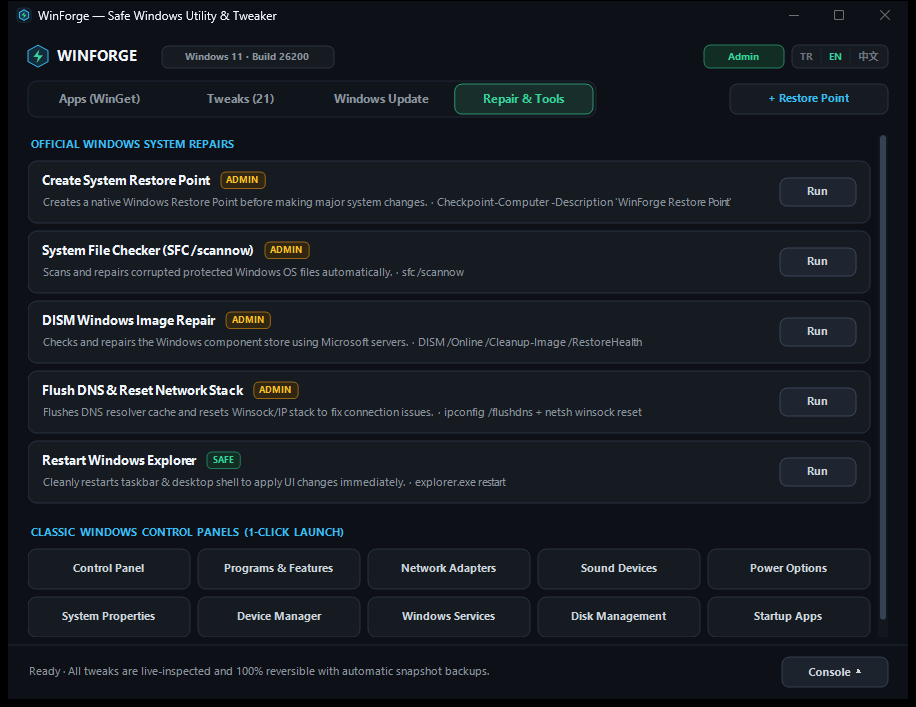 WinForge — Safe Windows Utility & Tweaker
WINFORGE
Windows 11 · Build 26200
Admin
TR EN 中文
Apps (WinGet) Tweaks (21) Windows Update Repair & Tools
+ Restore Point
OFFICIAL WINDOWS SYSTEM REPAIRS
Create System Restore Point ADMIN
Creates a native Windows Restore Point before making major system changes. · Checkpoint-Computer -Description 'WinForge Restore Point'
Run
System File Checker (SFC /scannow) ADMIN
Scans and repairs corrupted protected Windows OS files automatically. · sfc /scannow
Run
DISM Windows Image Repair ADMIN
Checks and repairs the Windows component store using Microsoft servers. · DISM /Online /Cleanup-Image /RestoreHealth
Run
Flush DNS & Reset Network Stack ADMIN
Flushes DNS resolver cache and resets Winsock/IP stack to fix connection issues. · ipconfig /flushdns + netsh winsock reset
Run
Restart Windows Explorer SAFE
Cleanly restarts taskbar & desktop shell to apply UI changes immediately. · explorer.exe restart
Run
CLASSIC WINDOWS CONTROL PANELS (1-CLICK LAUNCH)
Control Panel Programs & Features Network Adapters Sound Devices Power Options
System Properties Device Manager Windows Services Disk Management Startup Apps
Ready · All tweaks are live-inspected and 100% reversible with automatic snapshot backups.
Console ▲